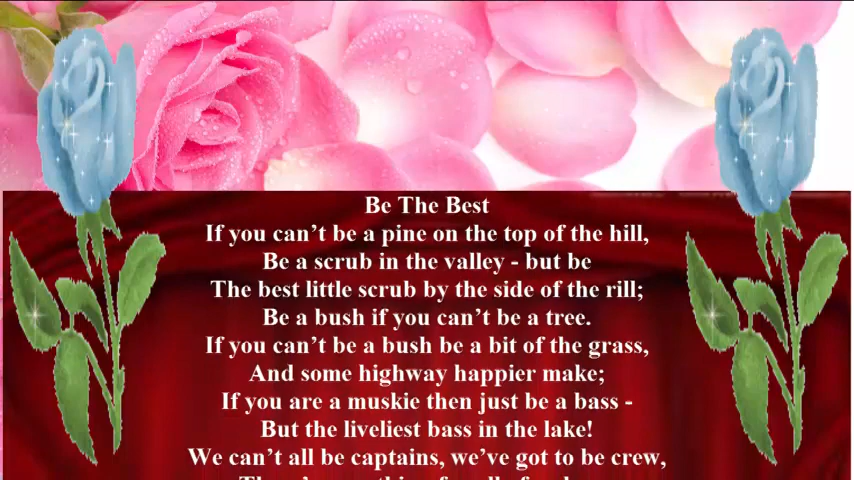 Be The Best
If you can't be a pine on the top of the hill,
Be a scrub in the valley - but be
The best little scrub by the side of the rill;
Be a bush if you can't be a tree.
If you can't be a bush be a bit of the grass,
And some highway happier make;
If you are a muskie then just be a bass -
But the liveliest bass in the lake!
We can't all be captains, we've got to be crew,